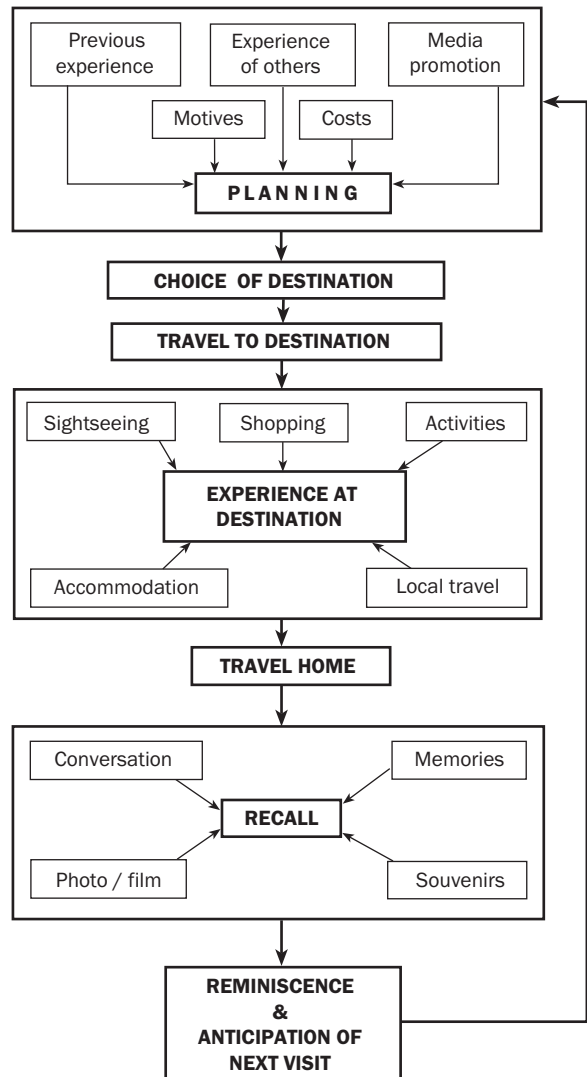 Previous
experience
Experience
of others
Media
promotion
Motives
Costs
PLANNING
CHOICE OF DESTINATION
TRAVEL TO DESTINATION
Sightseeing
Shopping
Activities
EXPERIENCE AT
DESTINATION
Accommodation
Local travel
TRAVEL HOME
Conversation
Memories
RECALL
Photo / film
Souvenirs
REMINISCENCE
&
ANTICIPATION OF
NEXT VISIT